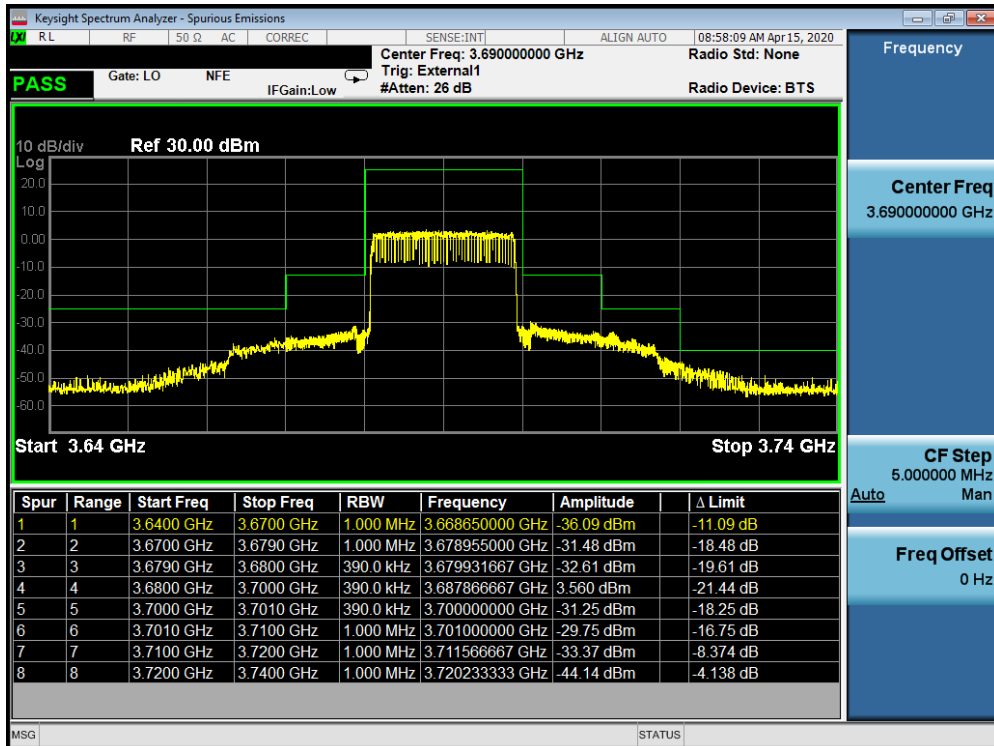 Keysight Spectrum Analyzer - Spurious Emissions
LXI RL RF 50 Ω AC CORREC SENSE:INT ALIGN AUTO 08:58:09 AM Apr 15, 2020
Center Freq: 3.690000000 GHz Radio Std: None
PASS Gate: LO NFE Trig: External1
IFGain:Low #Atten: 26 dB Radio Device: BTS
10 dB/div Ref 30.00 dBm
Log
20.0
10.0
0.00
-10.0
-20.0
-30.0
-40.0
-50.0
-60.0
Start 3.64 GHz Stop 3.74 GHz
Spur Range Start Freq Stop Freq RBW Frequency Amplitude Δ Limit
1 1 3.6400 GHz 3.6700 GHz 1.000 MHz 3.668650000 GHz -36.09 dBm -11.09 dB
2 2 3.6700 GHz 3.6790 GHz 1.000 MHz 3.678955000 GHz -31.48 dBm -18.48 dB
3 3 3.6790 GHz 3.6800 GHz 390.0 kHz 3.679931667 GHz -32.61 dBm -19.61 dB
4 4 3.6800 GHz 3.7000 GHz 390.0 kHz 3.687866667 GHz 3.560 dBm -21.44 dB
5 5 3.7000 GHz 3.7010 GHz 390.0 kHz 3.700000000 GHz -31.25 dBm -18.25 dB
6 6 3.7010 GHz 3.7100 GHz 1.000 MHz 3.701000000 GHz -29.75 dBm -16.75 dB
7 7 3.7100 GHz 3.7200 GHz 1.000 MHz 3.711566667 GHz -33.37 dBm -8.374 dB
8 8 3.7200 GHz 3.7400 GHz 1.000 MHz 3.720233333 GHz -44.14 dBm -4.138 dB
MSG STATUS
Frequency
Center Freq
3.690000000 GHz
CF Step
5.000000 MHz
Auto Man
Freq Offset
0 Hz